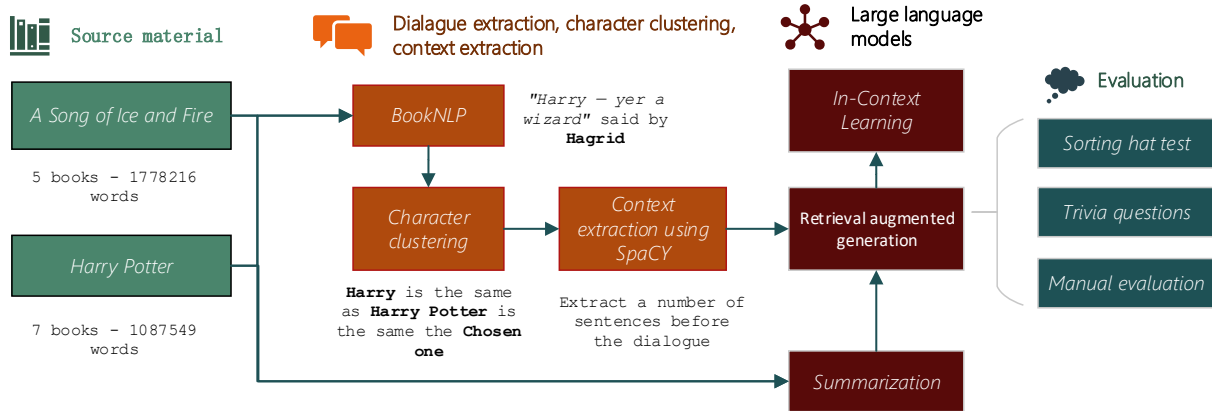 Source material
A Song of Ice and Fire
5 books - 1778216
words
Harry Potter
7 books - 1087549
words
Dialague extraction, character clustering,
context extraction
BookNLP
"Harry – yer a
wizard" said by
Hagrid
Character
clustering
Harry is the same
as Harry Potter is
the same the Chosen
one
Context
extraction using
SpaCY
Extract a number of
sentences before
the dialogue
Large language
models
In-Context
Learning
Retrieval augmented
generation
Summarization
Evaluation
Sorting hat test
Trivia questions
Manual evaluation